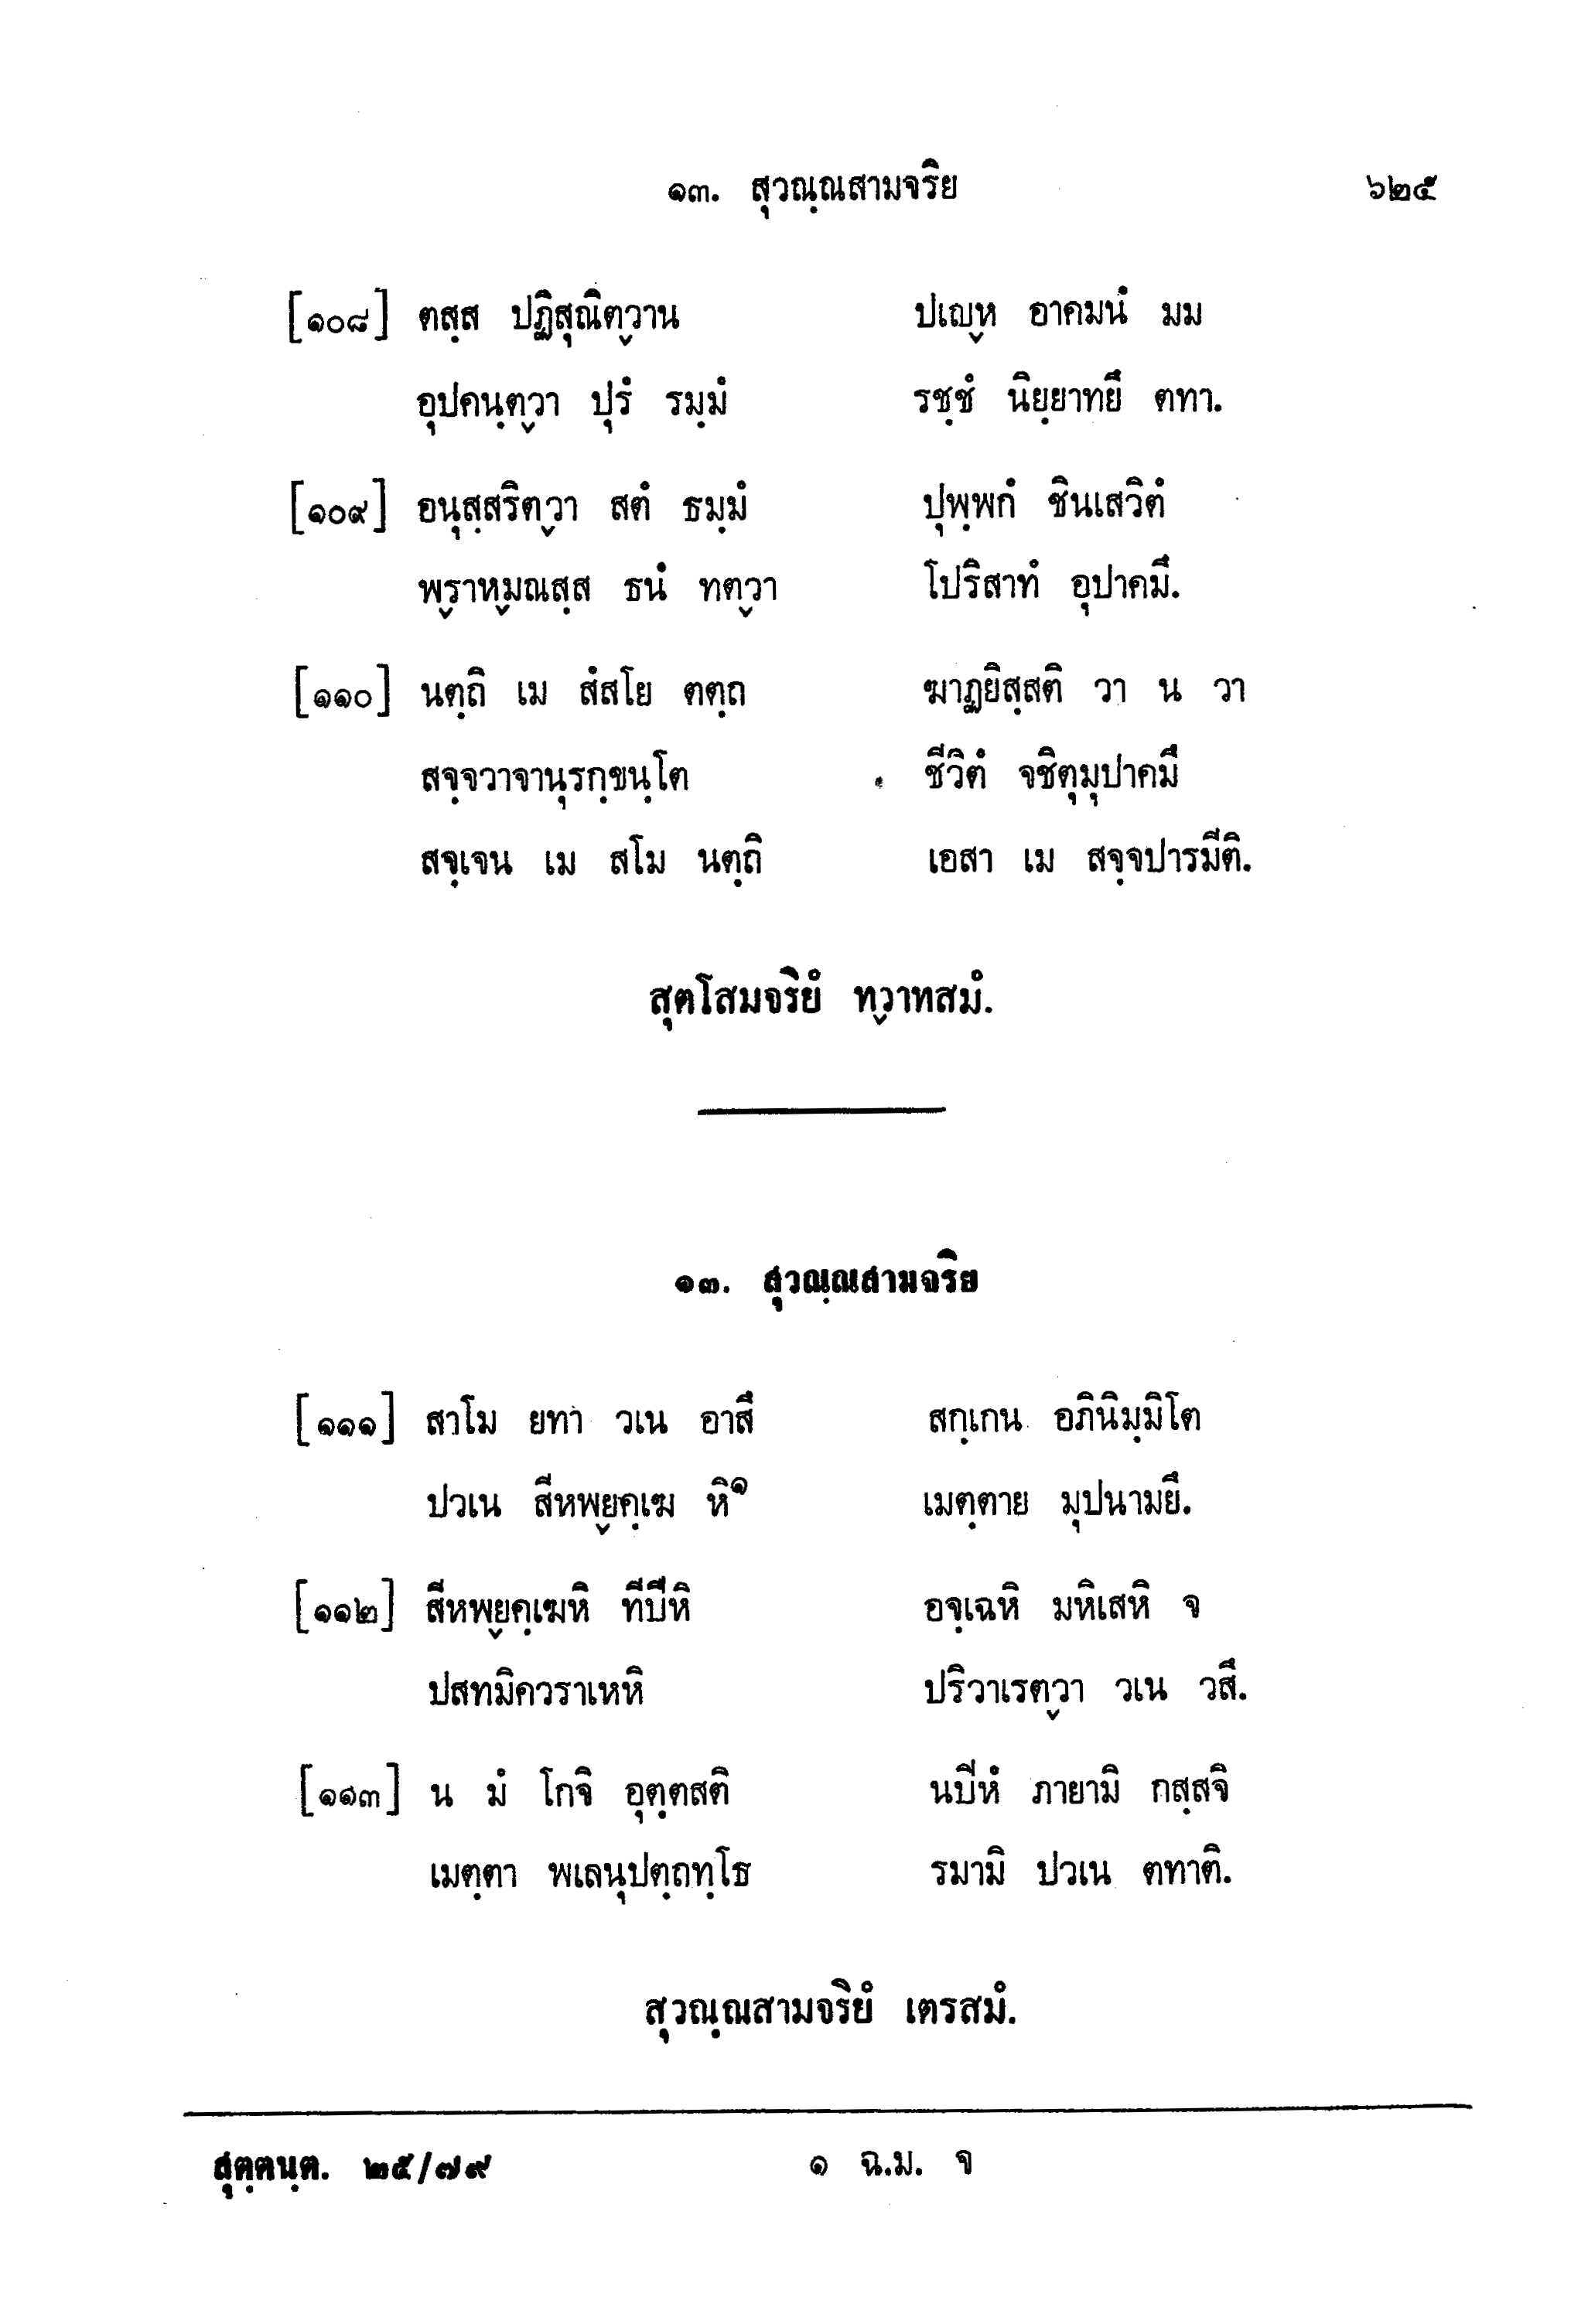 ๑๓. สุวณฺณสามจริย ๖๒๕
[๑๐๘] ตสฺส ปฏิสุณิต๎วาน ปเญ๎ห อาคมนํ มม
อุปคนฺต๎วา ปุรํ รมฺมํ รชฺชํ นิยฺยาทยึ ตทา.
[๑๐๙] อนุสฺสริต๎วา สตํ ธมฺมํ ปุพฺพกํ ชินเสวิตํ
พ๎ราห๎มณสฺส ธนํ ทต๎วา โปริสาทํ อุปาคมึ.
[๑๑๐] นตฺถิ เม สํสโย ตตฺถ ฆาฏยิสฺสติ วา น วา
สจฺจวาจานุรกฺขนฺโต ชีวิตํ จชิตุมุปาคมึ
สจฺเจน เม สโม นตฺถิ เอสา เม สจฺจปารมีติ.
สุตโสมจริยํ ท๎วาทสมํ.
๑๓. สุวณฺณสามจริย
[๑๑๑] สาโม ยทา วเน อาสึ สกฺเกน อภินิมฺมิโต
ปวเน สีหพ๎ยคฺเฆ หิ๑ เมตฺตาย มุปนามยึ.
[๑๑๒] สีหพ๎ยคฺเฆหิ ทีปีหิ อจฺเฉหิ มหิเสหิ จ
ปสทมิควราเหหิ ปริวาเรต๎วา วเน วสึ.
[๑๑๓] น มํ โกจิ อุตฺตสติ นปีหํ ภายามิ กสฺสจิ
เมตฺตา พเลนุปตฺถทฺโธ รมามิ ปวเน ตทาติ.
สุวณฺณสามจริยํ เตรสมํ.
สุตฺตนฺต. ๒๕/๗๙ ๑ ฉ.ม. จ